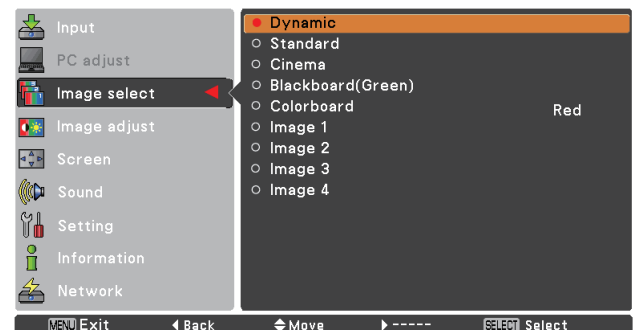 Input
PC adjust
Image select
Image adjust
Screen
Sound
Setting
Information
Network
Dynamic
Standard
Cinema
Blackboard(Green)
Colorboard Red
Image 1
Image 2
Image 3
Image 4
MENU Exit Back Move ----- SELECT Select